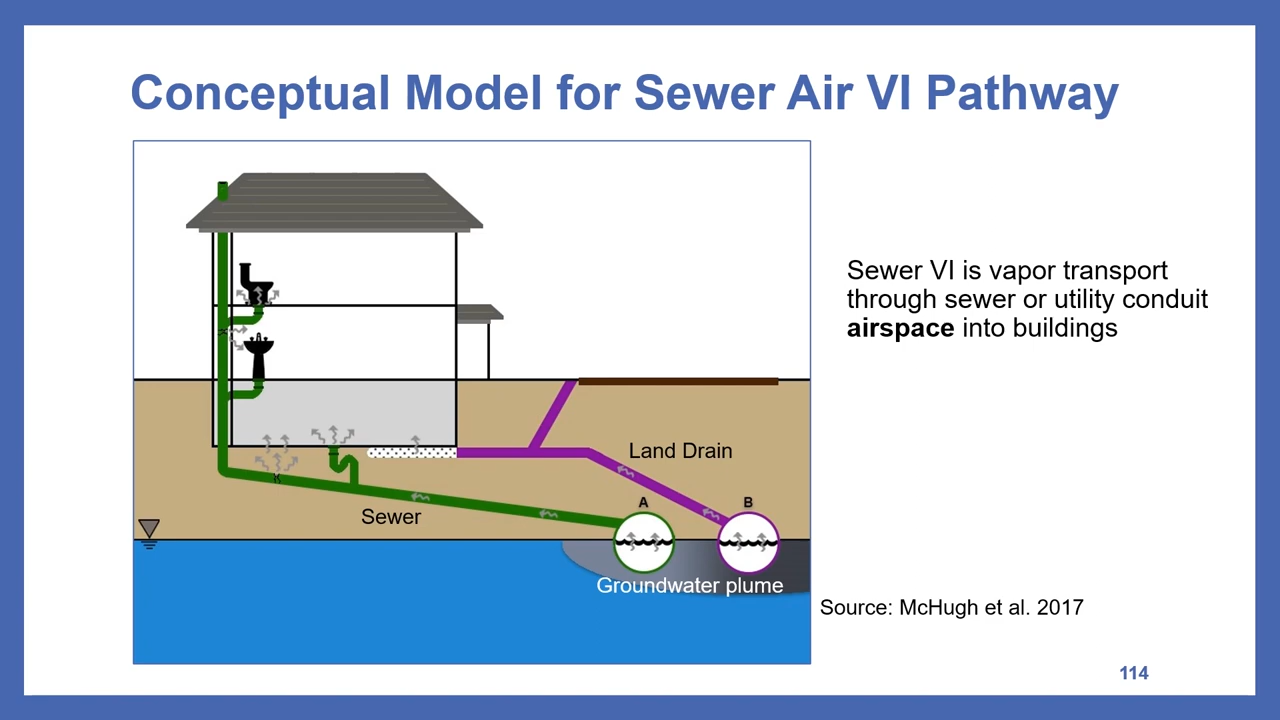 Conceptual Model for Sewer Air VI Pathway
Sewer VI is vapor transport
through sewer or utility conduit
airspace into buildings
Land Drain
A
B
Sewer
Groundwater plume
Source: McHugh et al. 2017
114